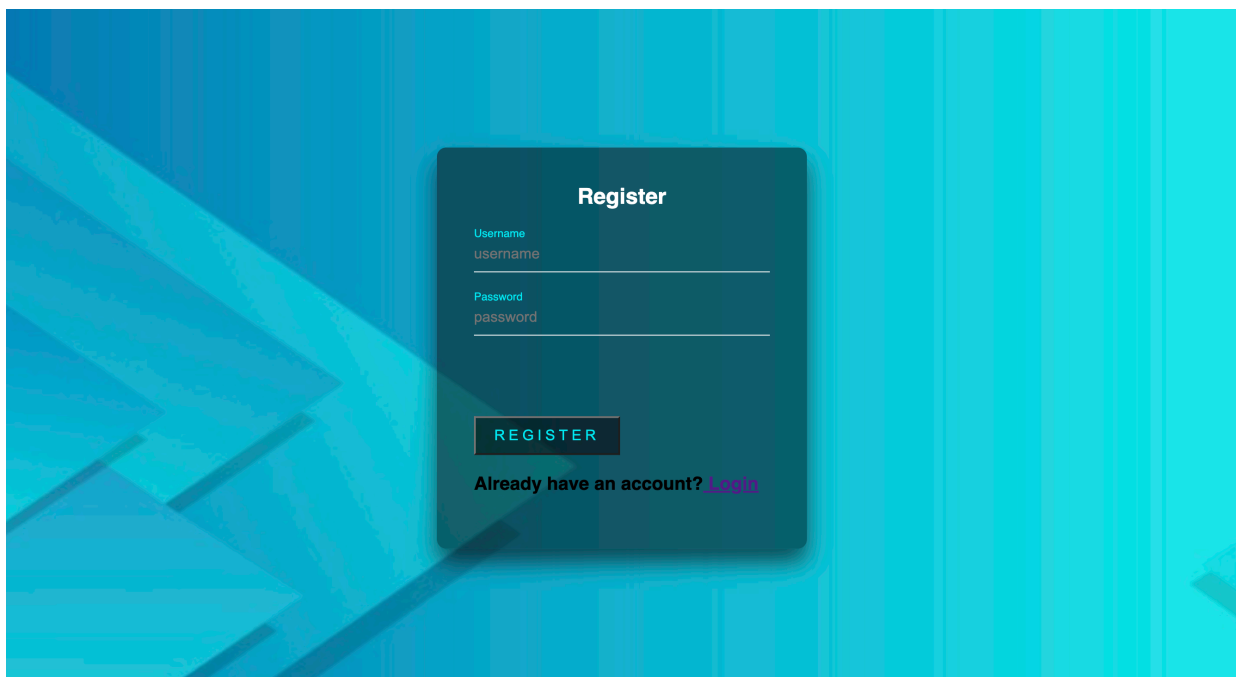 Register
Username
username
Password
password
REGISTER
Already have an account? Login